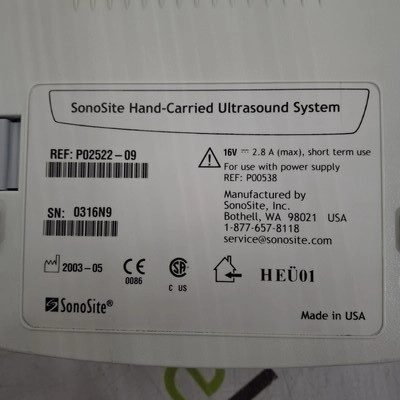 SonoSite Hand-Carried Ultrasound System
REF: P02522-09
16V ⎓ 2.8 A (max), short term use
For use with power supply
REF: P00538
SN: 0316N9
Manufactured by
SonoSite, Inc.
Bothell, WA 98021 USA
1-877-657-8118
service@sonosite.com
2003-05
CE
0086
SA
C US
HEÜ01
SonoSite®
Made in USA